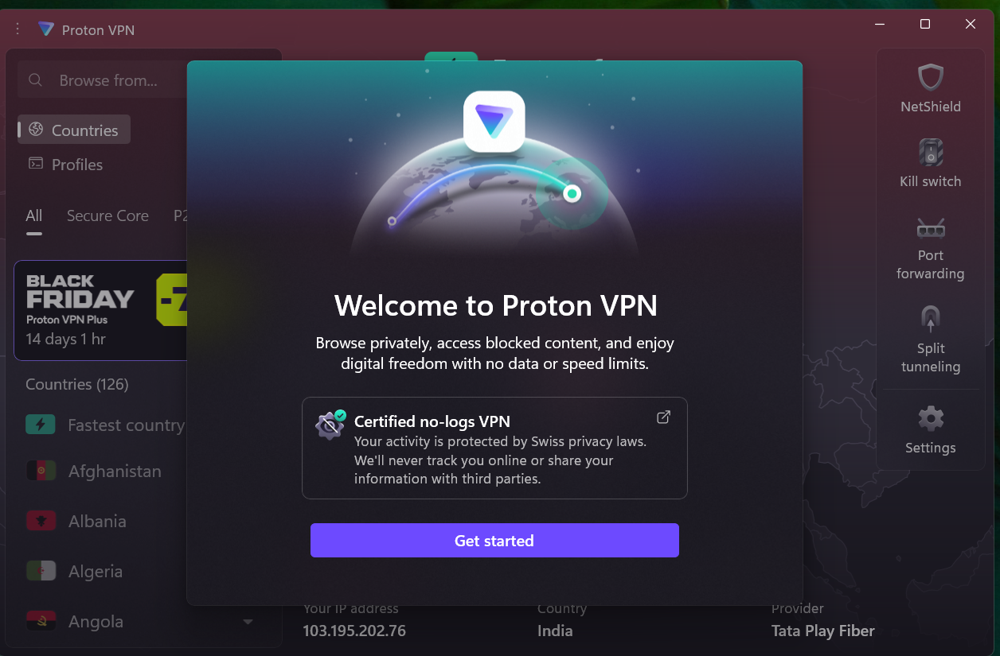 Proton VPN
Browse from...
Countries
Profiles
All Secure Core
BLACK
FRIDAY
Proton VPN Plus
14 days 1 hr
Countries (126)
Fastest country
Afghanistan
Albania
Algeria
Angola
Welcome to Proton VPN
Browse privately, access blocked content, and enjoy
digital freedom with no data or speed limits.
Certified no-logs VPN
Your activity is protected by Swiss privacy laws.
We'll never track you online or share your
information with third parties.
Get started
Your IP address
103.195.202.76
Country
India
Provider
Tata Play Fiber
NetShield
Kill switch
Port
forwarding
Split
tunneling
Settings